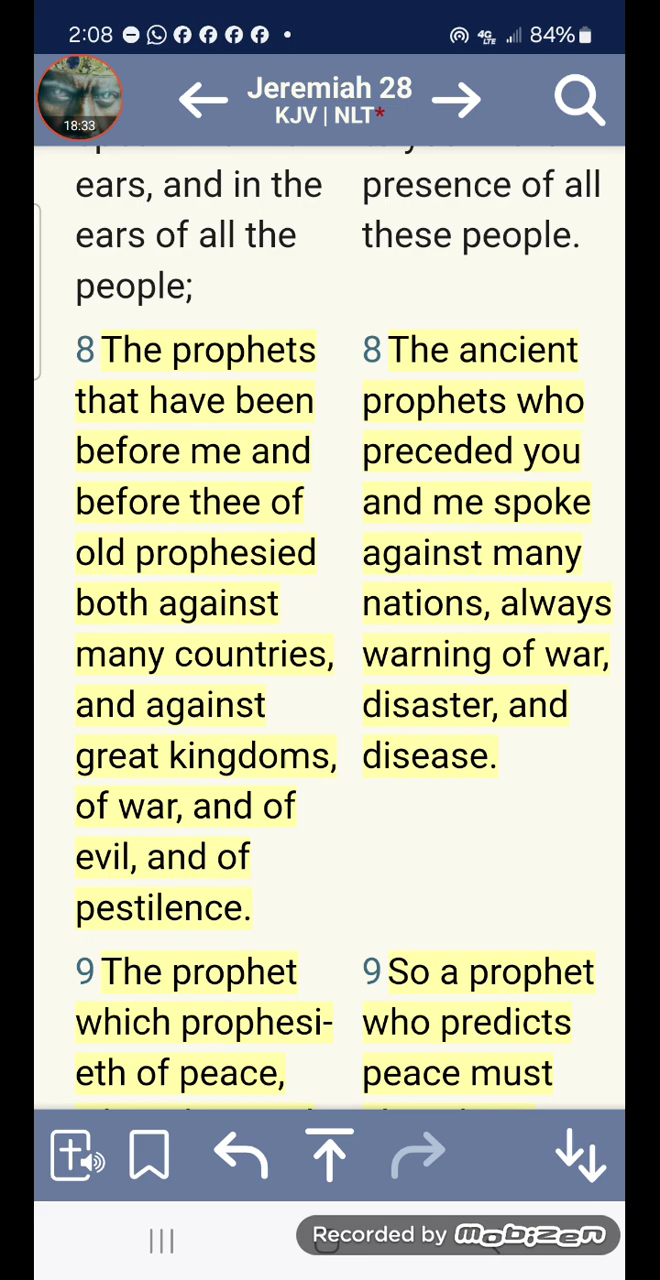 2:08
4G
LTE
84%
18:33
Jeremiah 28
KJV | NLT*
ears, and in the
ears of all the
people;
8 The prophets
that have been
before me and
before thee of
old prophesied
both against
many countries,
and against
great kingdoms,
of war, and of
evil, and of
pestilence.
9 The prophet
which prophesi-
eth of peace,
presence of all
these people.
8 The ancient
prophets who
preceded you
and me spoke
against many
nations, always
warning of war,
disaster, and
disease.
9 So a prophet
who predicts
peace must
Recorded by mobizen